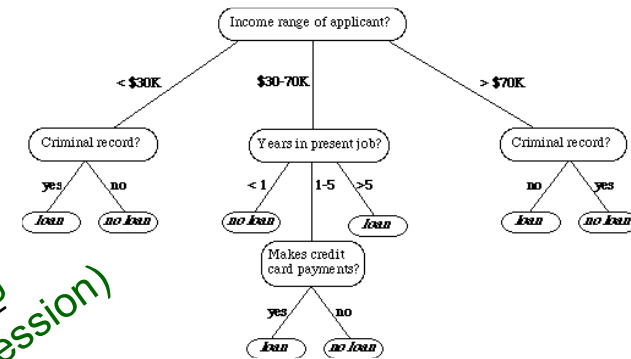 Income range of applicant?
< $30K
$30-70K
> $70K
Criminal record?
Years in present job?
Criminal record?
yes
no
< 1
1-5
>5
no
yes
loan
no loan
no loan
loan
loan
no loan
Makes credit
card payments?
yes
no
loan
no loan
ession)